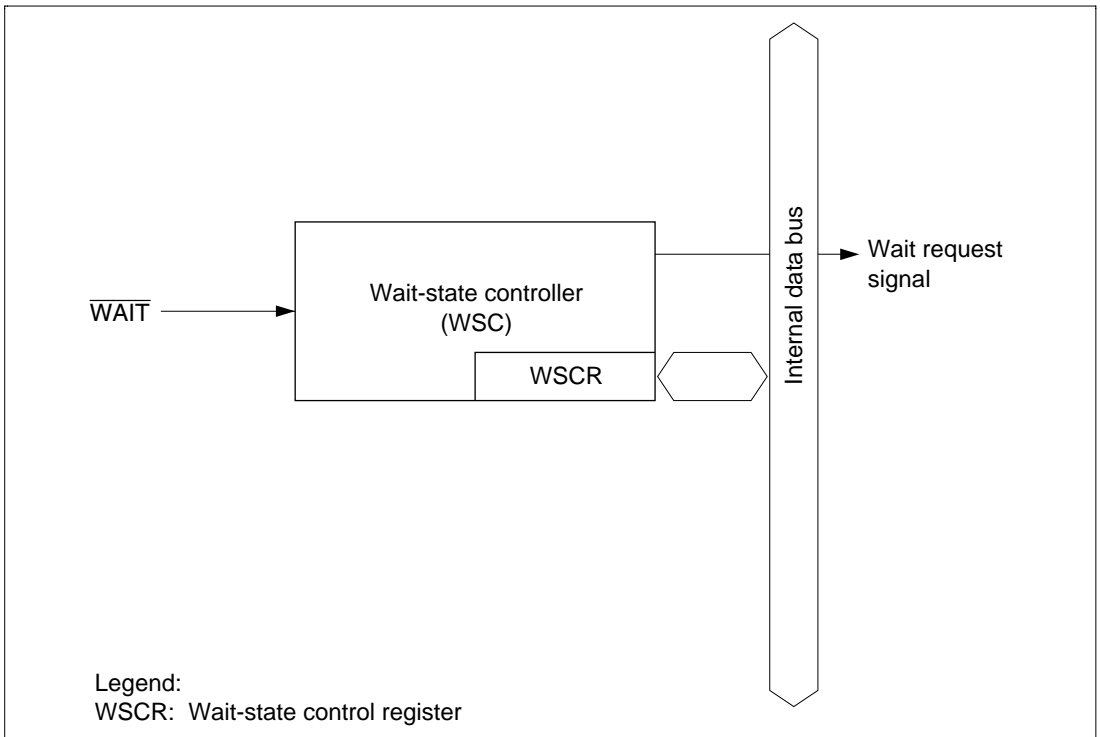 WAIT
Wait-state controller
(WSC)
WSCR
Internal data bus
Wait request
signal
Legend:
WSCR: Wait-state control register